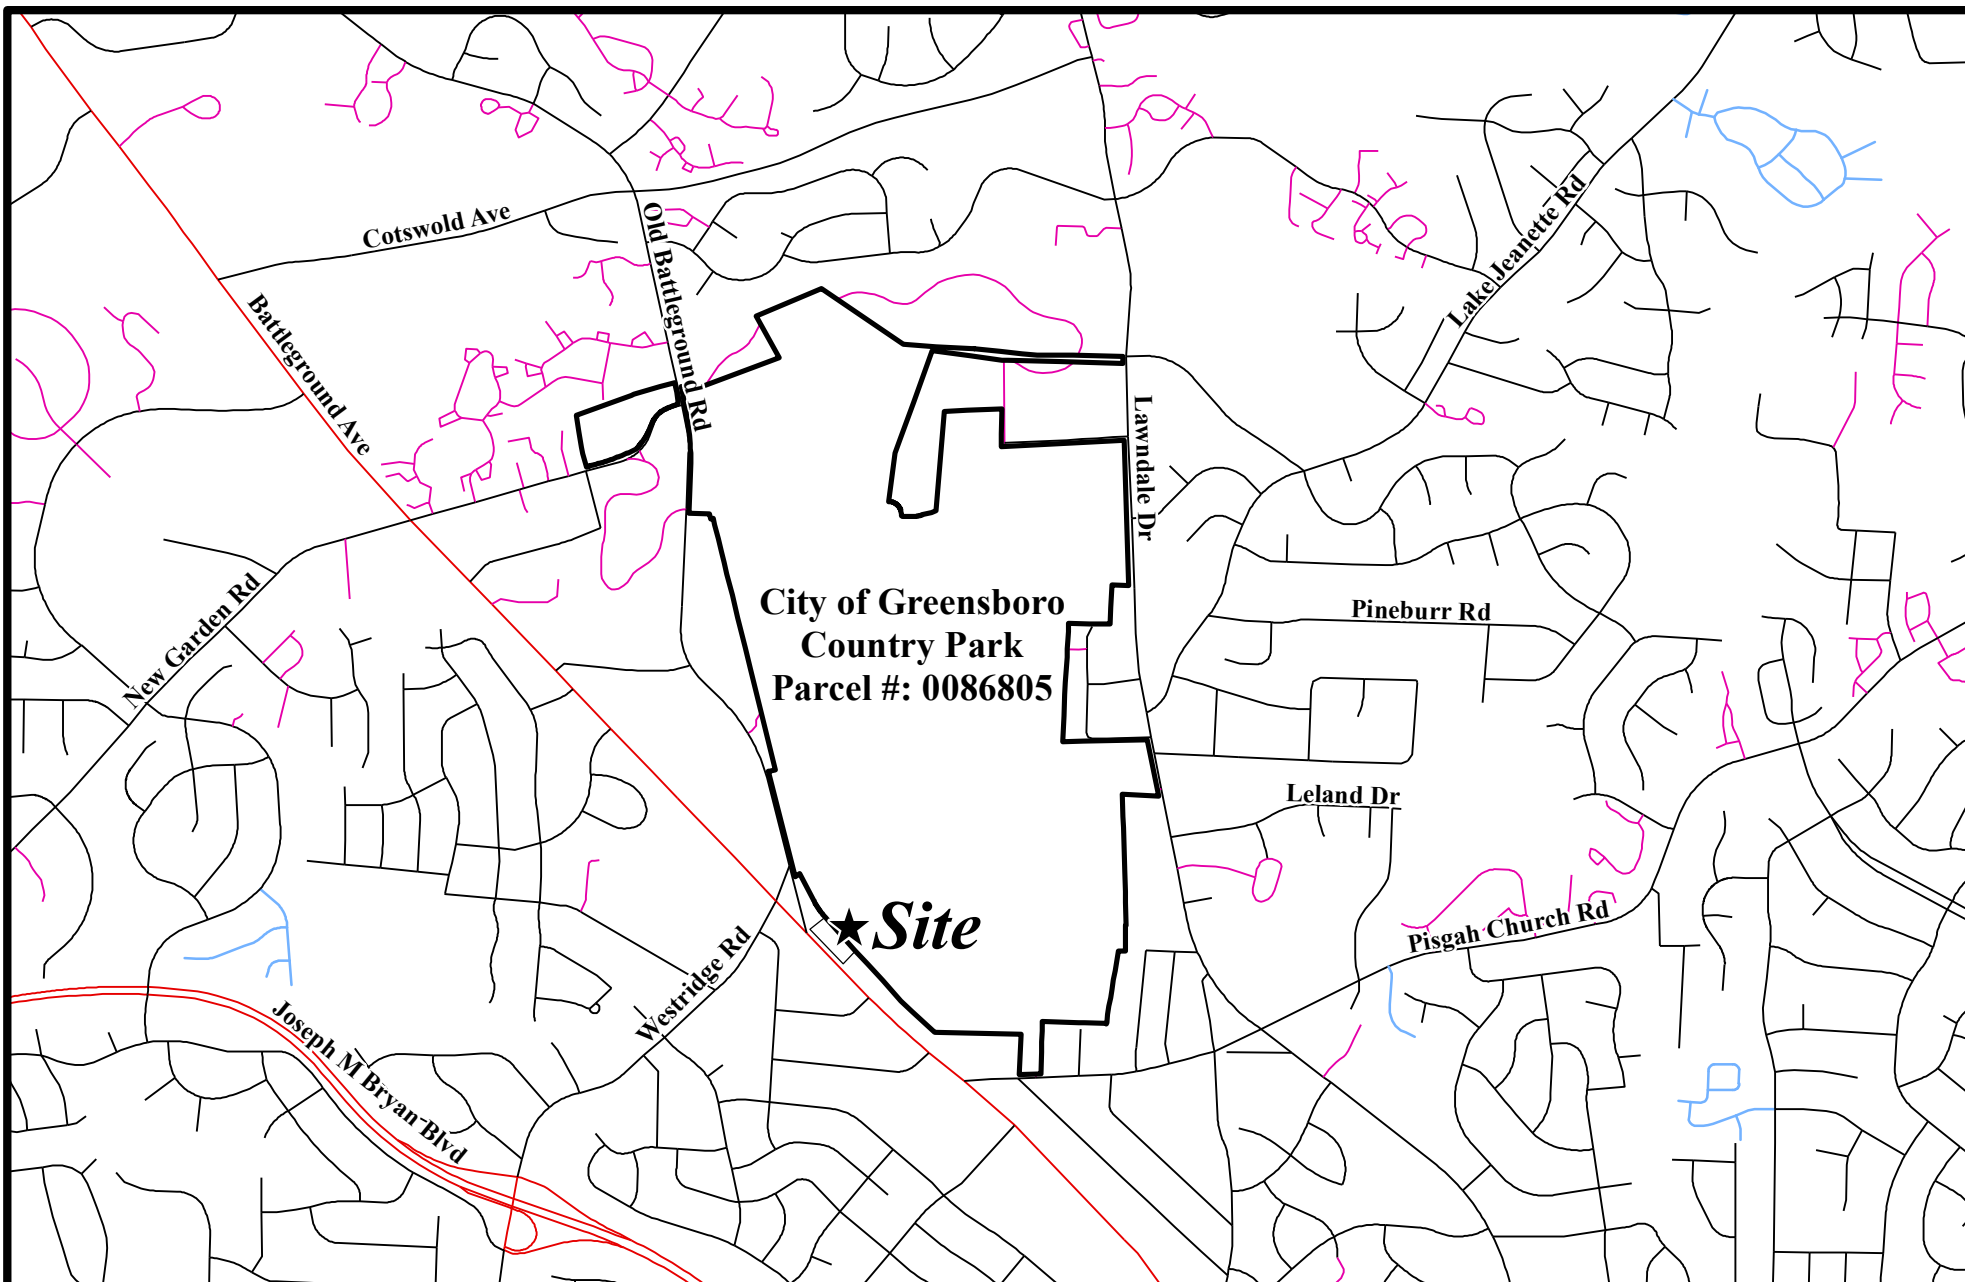 Cotswold Ave
Old Battleground Rd
Lake Jeanette Rd
Battleground Ave
Lawndale Dr
New Garden Rd
City of Greensboro
Country Park
Parcel #: 0086805
Pineburr Rd
Leland Dr
Site
Pisgah Church Rd
Westridge Rd
Joseph M Bryan Blvd